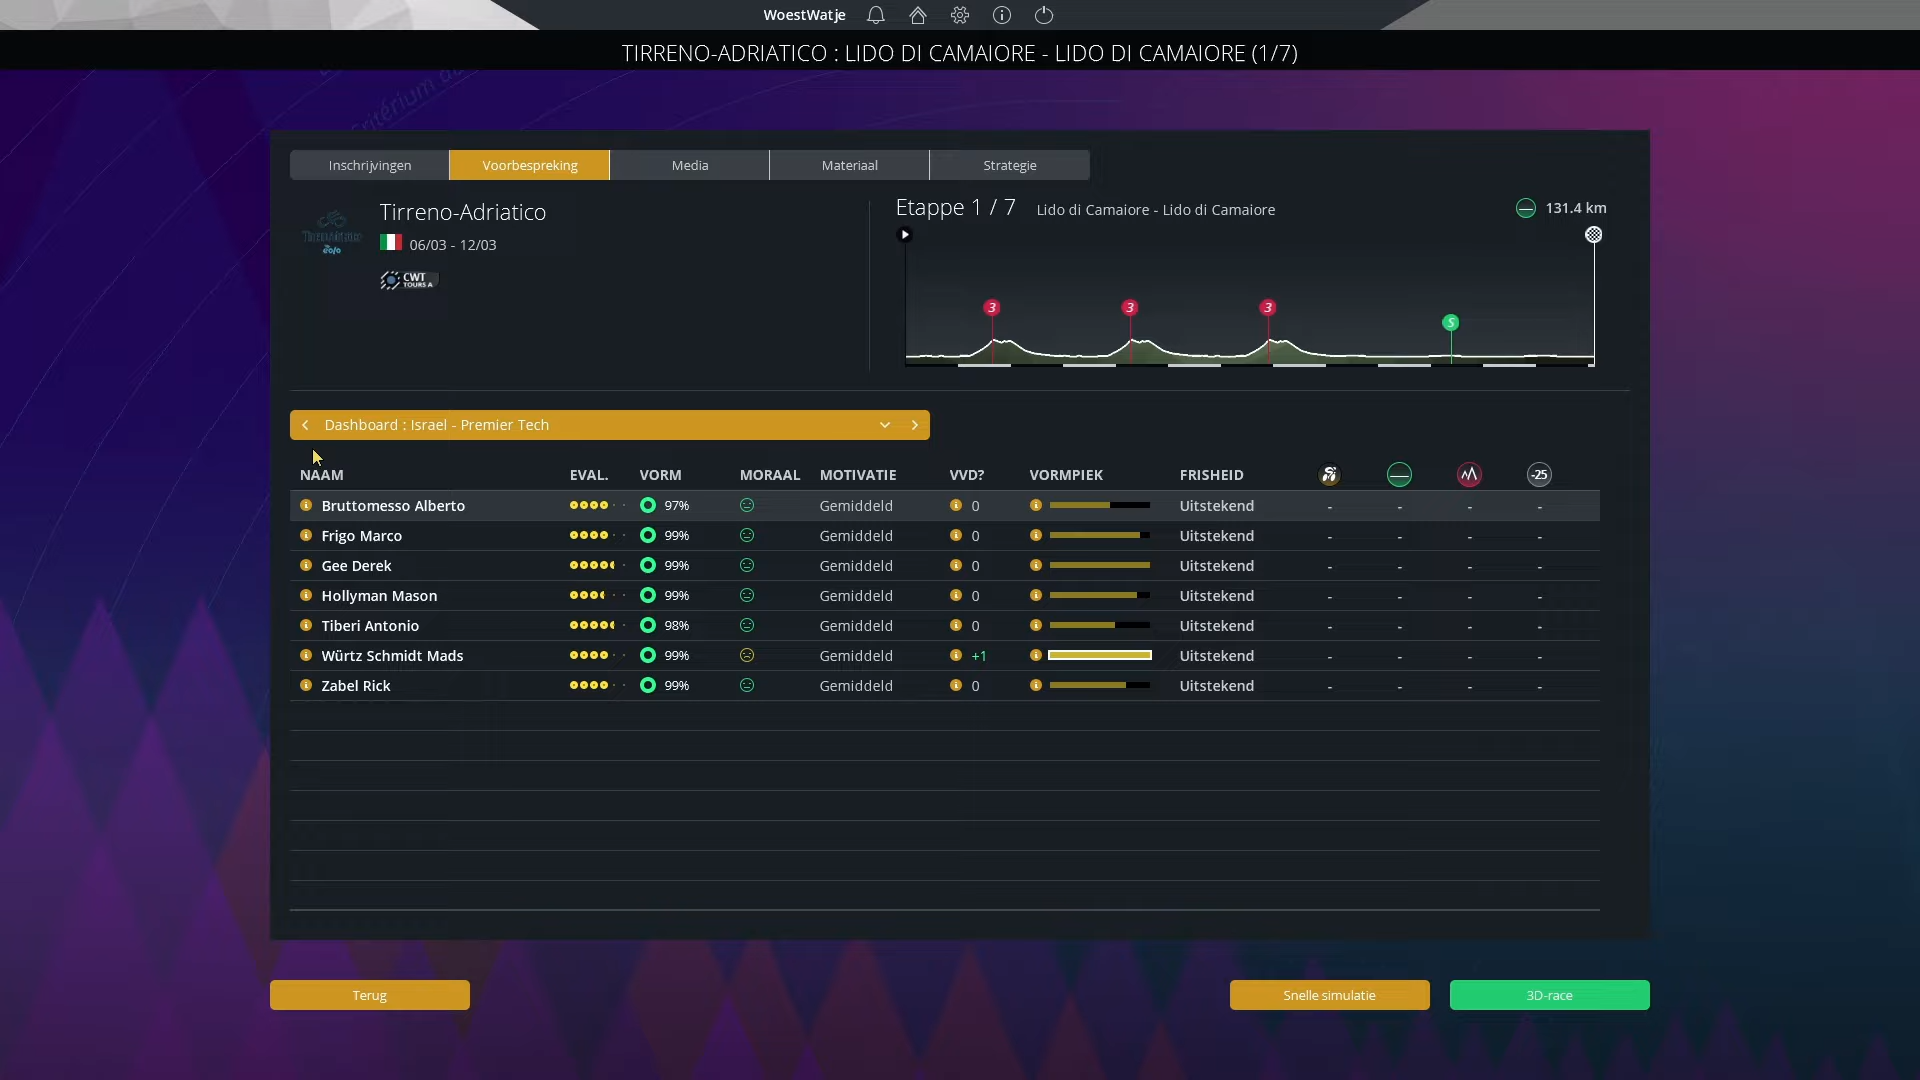 WoestWatje
TIRRENO-ADRIATICO : LIDO DI CAMAIORE - LIDO DI CAMAIORE (1/7)
Inschrijvingen
Voorbespreking
Media
Materiaal
Strategie
Tirreno-Adriatico
06/03 - 12/03
CWT
TOURS A
Etappe 1 / 7
Lido di Camaiore - Lido di Camaiore
131.4 km
3
3
3
S
Dashboard : Israel - Premier Tech
NAAM EVAL. VORM MORAAL MOTIVATIE VVD? VORMPIEK FRISHEID -25
Bruttomesso Alberto 97% Gemiddeld 0 Uitstekend - - - -
Frigo Marco 99% Gemiddeld 0 Uitstekend - - - -
Gee Derek 99% Gemiddeld 0 Uitstekend - - - -
Hollyman Mason 99% Gemiddeld 0 Uitstekend - - - -
Tiberi Antonio 98% Gemiddeld 0 Uitstekend - - - -
Würtz Schmidt Mads 99% Gemiddeld +1 Uitstekend - - - -
Zabel Rick 99% Gemiddeld 0 Uitstekend - - - -
Terug
Snelle simulatie
3D-race